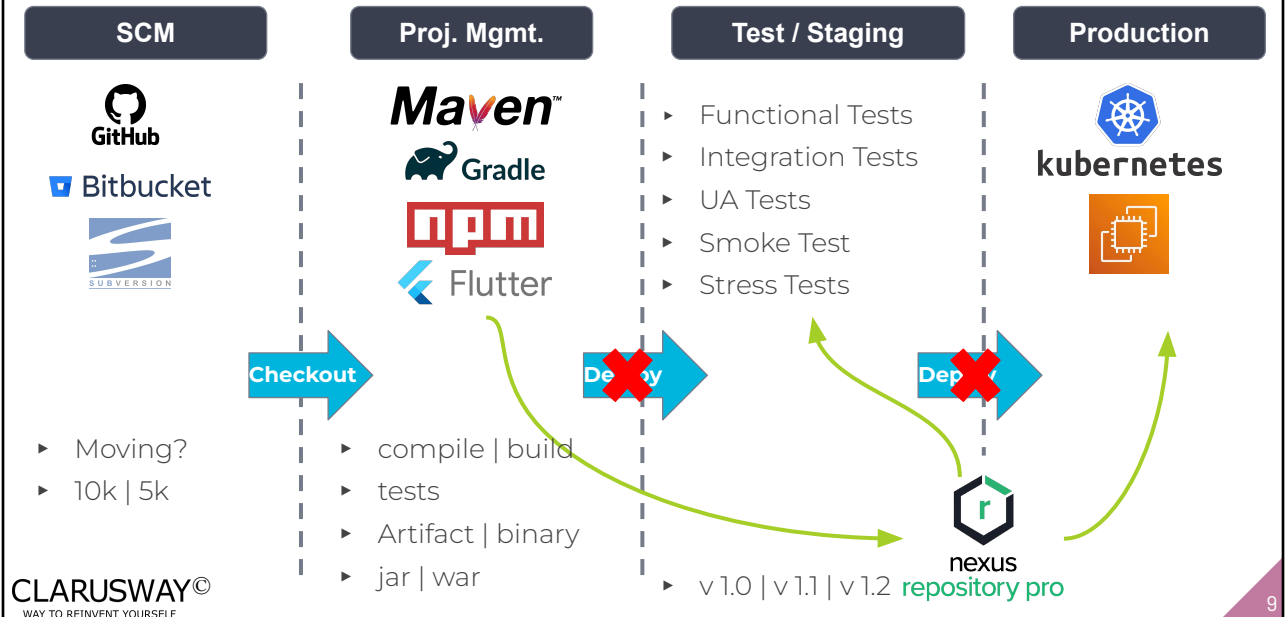 SCM
Proj. Mgmt.
Test / Staging
Production
GitHub
Bitbucket
SUBVERSION
Maven™
Gradle
npm
Flutter
Functional Tests
Integration Tests
UA Tests
Smoke Test
Stress Tests
kubernetes
Checkout
Moving?
10k | 5k
compile | build
tests
Artifact | binary
jar | war
v 1.0 | v 1.1 | v 1.2
r
nexus
repository pro
CLARUSWAY©
WAY TO REINVENT YOURSELF
9